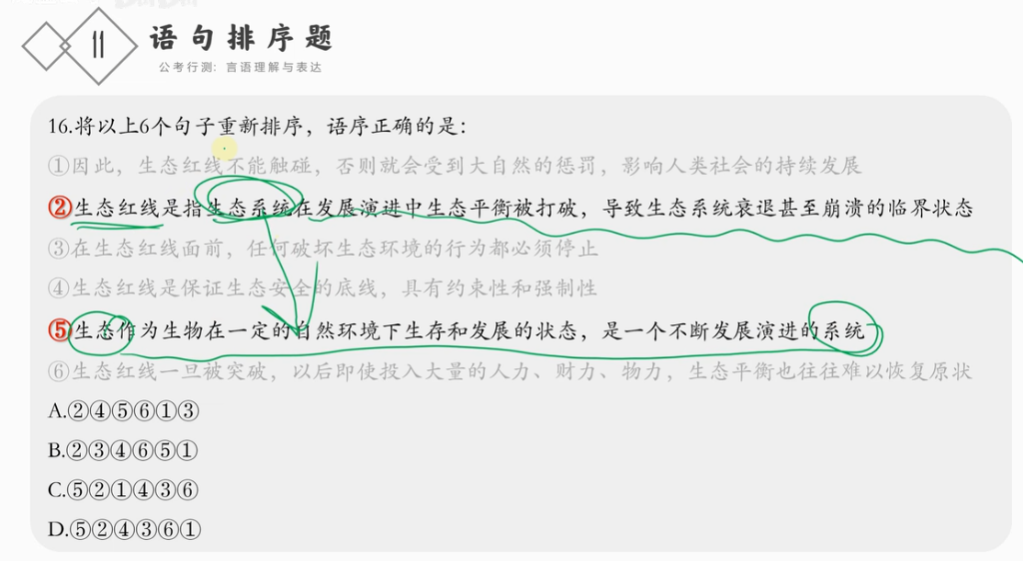 11
语句排序题
公考行测: 言语理解与表达
16.将以上6个句子重新排序，语序正确的是：
①因此，生态红线不能触碰，否则就会受到大自然的惩罚，影响人类社会的持续发展
②生态红线是指生态系统在发展演进中生态平衡被打破，导致生态系统衰退甚至崩溃的临界状态
③在生态红线面前，任何破坏生态环境的行为都必须停止
④生态红线是保证生态安全的底线，具有约束性和强制性
⑤生态作为生物在一定的自然环境下生存和发展的状态，是一个不断发展演进的系统
⑥生态红线一旦被突破，以后即使投入大量的人力、财力、物力，生态平衡也往往难以恢复原状
A.②④⑤⑥①③
B.②③④⑥⑤①
C.⑤②①④③⑥
D.⑤②④③⑥①